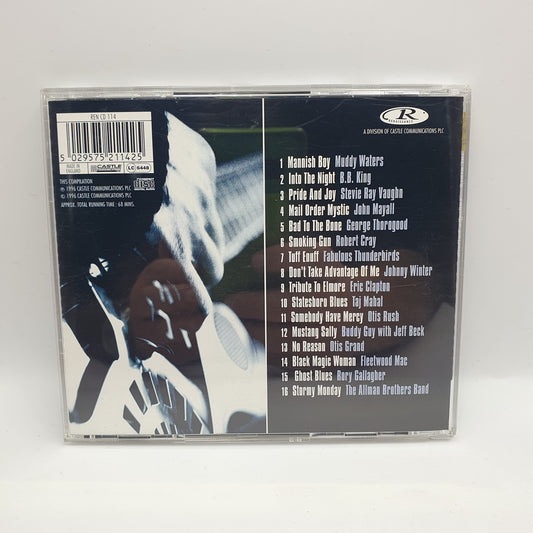 REN CD 114
5 029575 211425
MADE IN ENGLAND
CASTLE
LC 6448
THIS COMPILATION
℗ 1996 CASTLE COMMUNICATIONS PLC
© 1996 CASTLE COMMUNICATIONS PLC
APPROX. TOTAL RUNNING TIME: 68 MINS.
R
RENAISSANCE
A DIVISION OF CASTLE COMMUNICATIONS PLC
1 Mannish Boy Muddy Waters
2 Into The Night B.B. King
3 Pride And Joy Stevie Ray Vaughn
4 Mail Order Mystic John Mayall
5 Bad To The Bone George Thorogood
6 Smoking Gun Robert Cray
7 Tuff Enuff Fabulous Thunderbirds
8 Don't Take Advantage Of Me Johnny Winter
9 Tribute To Elmore Eric Clapton
10 Statesboro Blues Taj Mahal
11 Somebody Have Mercy Otis Rush
12 Mustang Sally Buddy Guy with Jeff Beck
13 No Reason Otis Grand
14 Black Magic Woman Fleetwood Mac
15 Ghost Blues Rory Gallagher
16 Stormy Monday The Allman Brothers Band